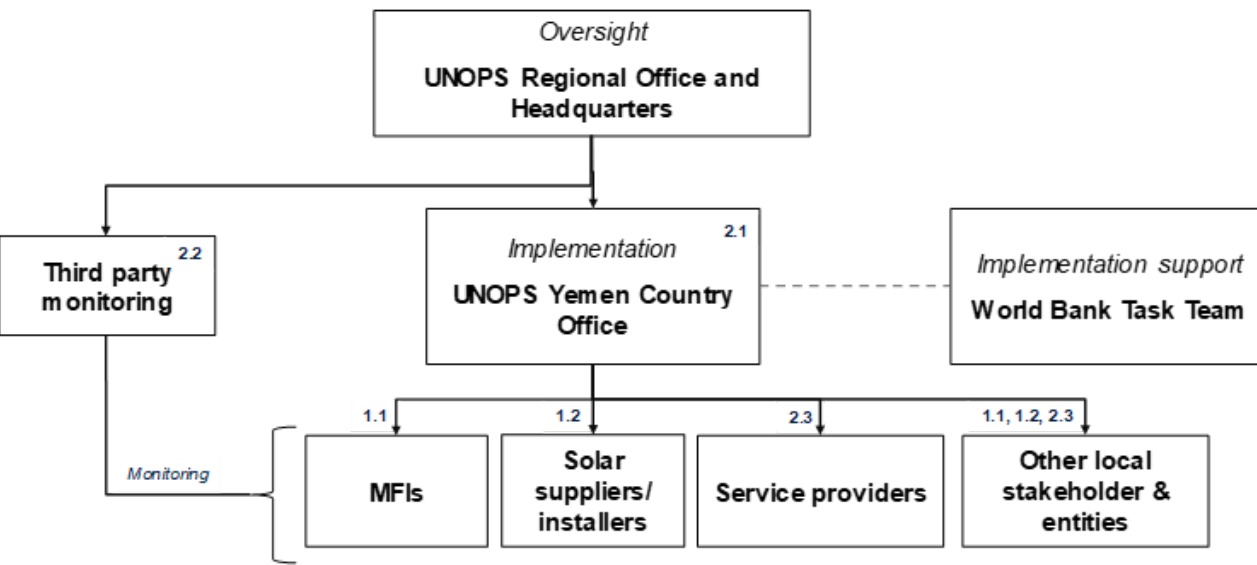 Oversight
UNOPS Regional Office and
Headquarters
2.2
Third party
monitoring
2.1
Implementation
UNOPS Yemen Country
Office
Implementation support
World Bank Task Team
Monitoring
1.1
MFIs
1.2
Solar
suppliers/
installers
2.3
Service providers
1.1, 1.2, 2.3
Other local
stakeholder &
entities